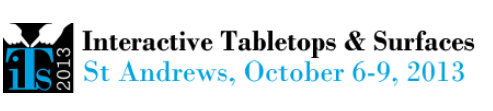 iTs
2013
Interactive Tabletops & Surfaces
St Andrews, October 6-9, 2013